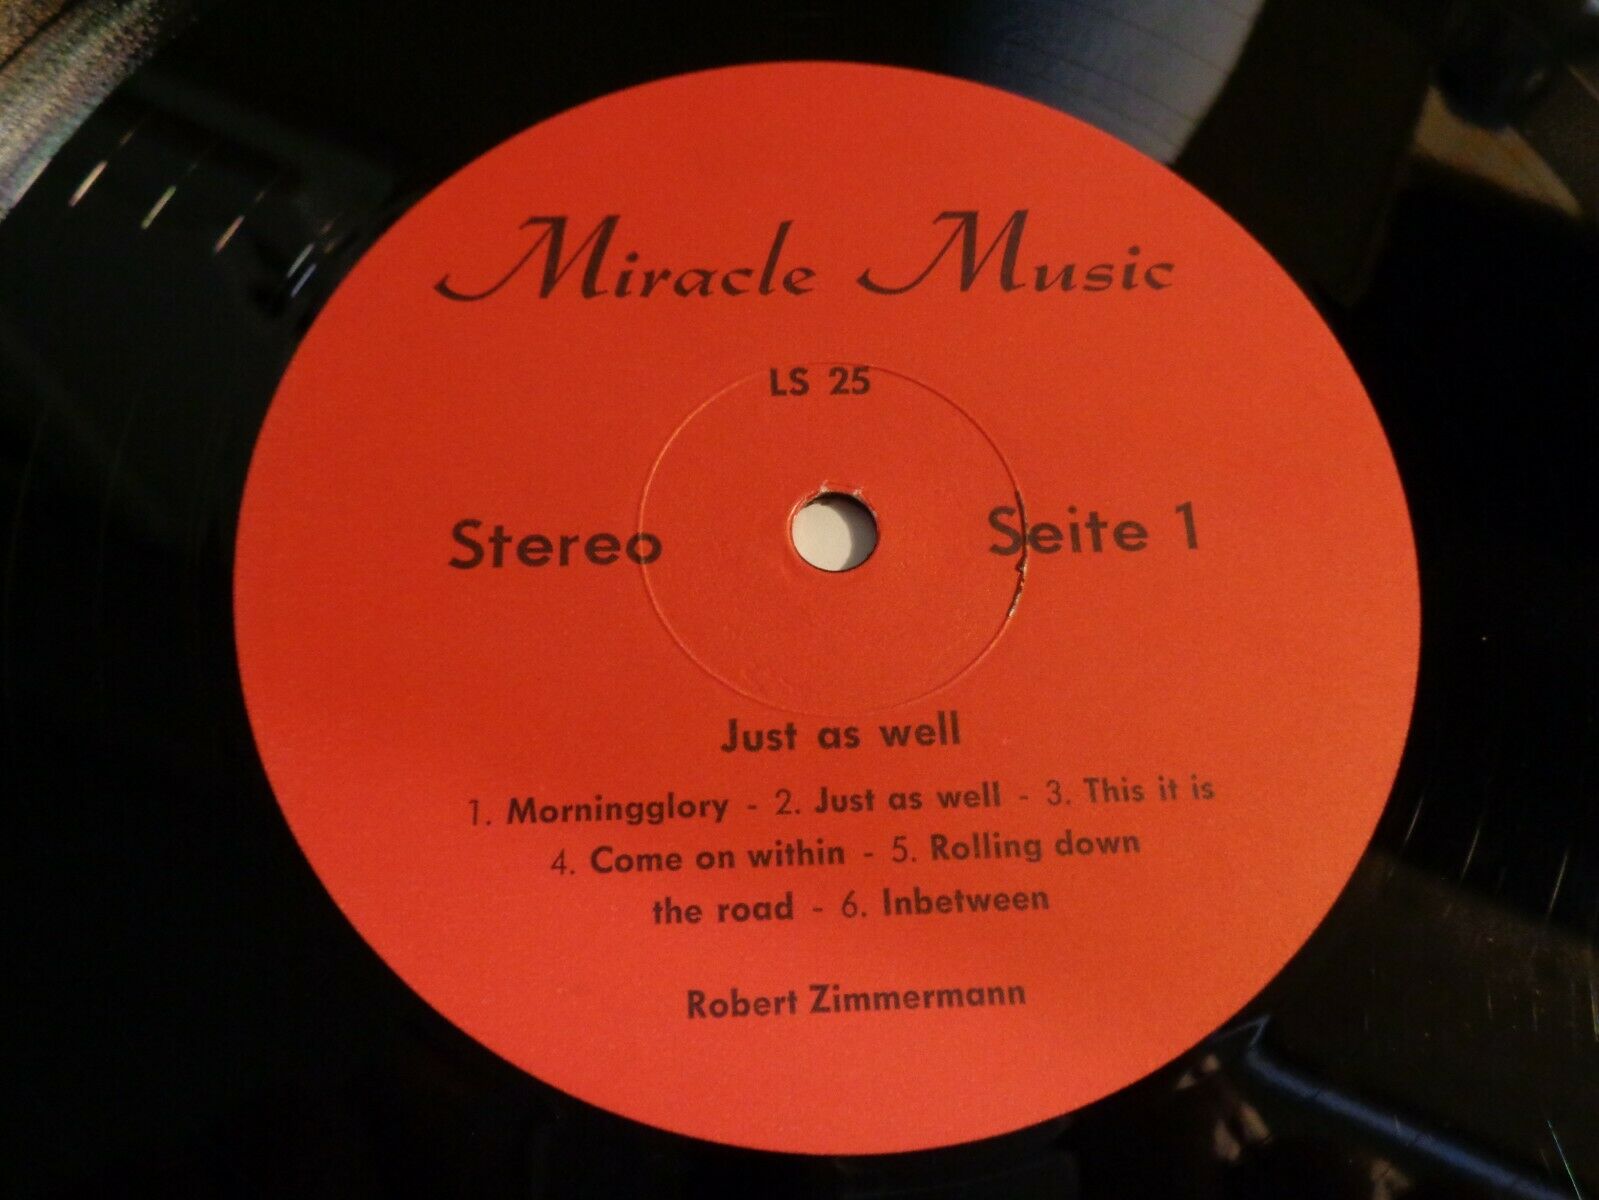 Miracle Music
LS 25
Stereo Seite 1
Just as well
1. Morningglory - 2. Just as well - 3. This it is
4. Come on within - 5. Rolling down
the road - 6. Inbetween
Robert Zimmermann